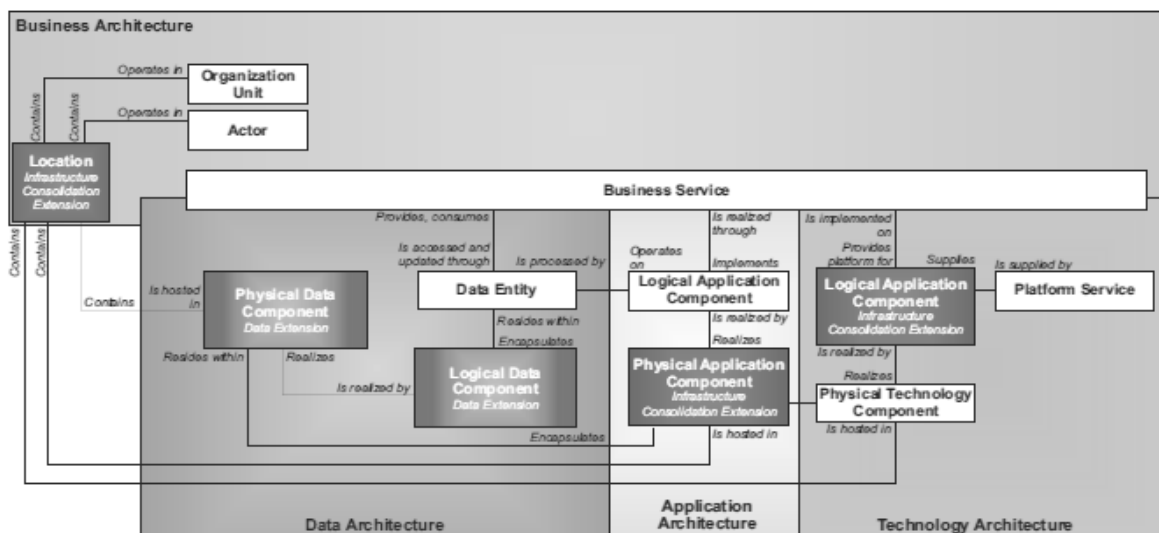 Business Architecture
Operates in
Organization
Unit
Contains
Contains
Operates in
Actor
Location
Infrastructure
Consolidation
Extension
Business Service
Provides, consumes
Is realized
through
Is implemented
on
Contains
Contains
Is accessed and
updated through
Is processed by
Operates
on
Implements
Provides
platform for
Supplies
Is supplied by
Contains
Is hosted
in
Physical Data
Component
Data Extension
Data Entity
Logical Application
Component
Logical Application
Component
Infrastructure
Consolidation Extension
Platform Service
Resides within
Is realized by
Resides within
Realizes
Encapsulates
Realizes
Is realized by
Is realized by
Logical Data
Component
Data Extension
Physical Application
Component
Infrastructure
Consolidation Extension
Realizes
Physical Technology
Component
Encapsulates
Is hosted in
Is hosted in
Data Architecture
Application
Architecture
Technology Architecture